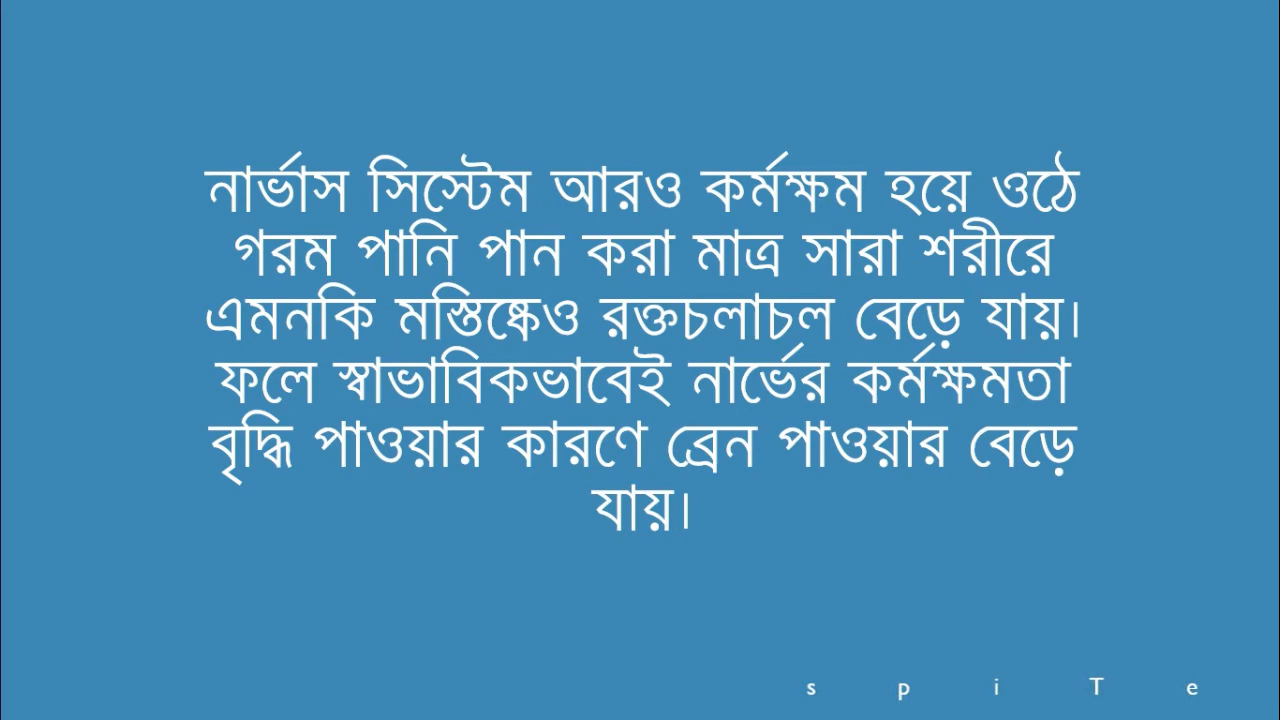 নার্ভাস সিস্টেম আরও কর্মক্ষম হয়ে ওঠে
গরম পানি পান করা মাত্র সারা শরীরে
এমনকি মস্তিষ্কেও রক্তচলাচল বেড়ে যায়।
ফলে স্বাভাবিকভাবেই নার্ভের কর্মক্ষমতা
বৃদ্ধি পাওয়ার কারণে ব্রেন পাওয়ার বেড়ে
যায়।
s p i T e